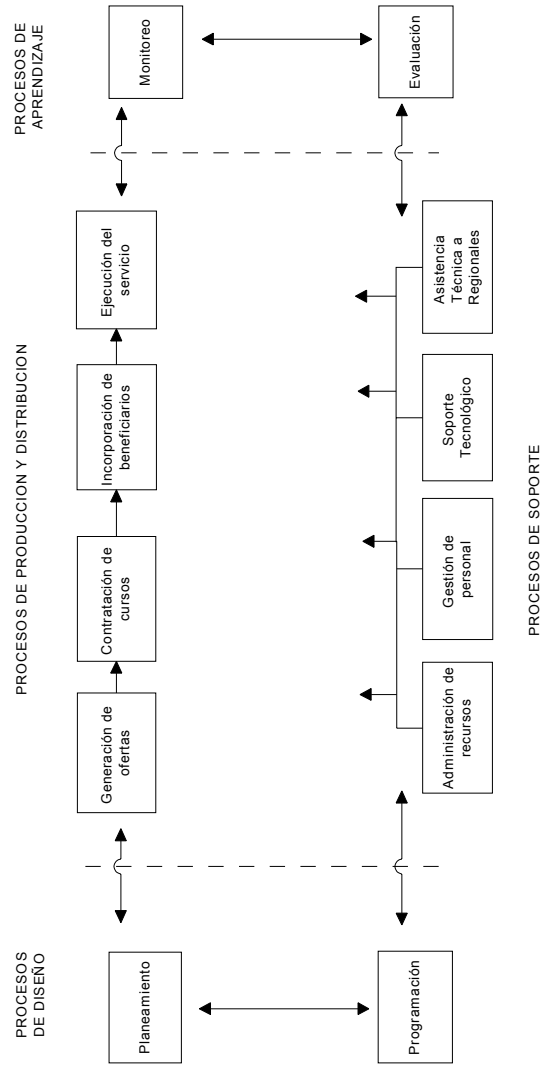 PROCESOS
DE DISEÑO
PROCESOS DE PRODUCCION Y DISTRIBUCION
PROCESOS DE
APRENDIZAJE
Planeamiento
Generación de
ofertas
Contratación de
cursos
Incorporación de
beneficiarios
Ejecución del
servicio
Monitoreo
Programación
Administración de
recursos
Gestión de
personal
Soporte
Tecnológico
Asistencia
Técnica a
Regionales
Evaluación
PROCESOS DE SOPORTE